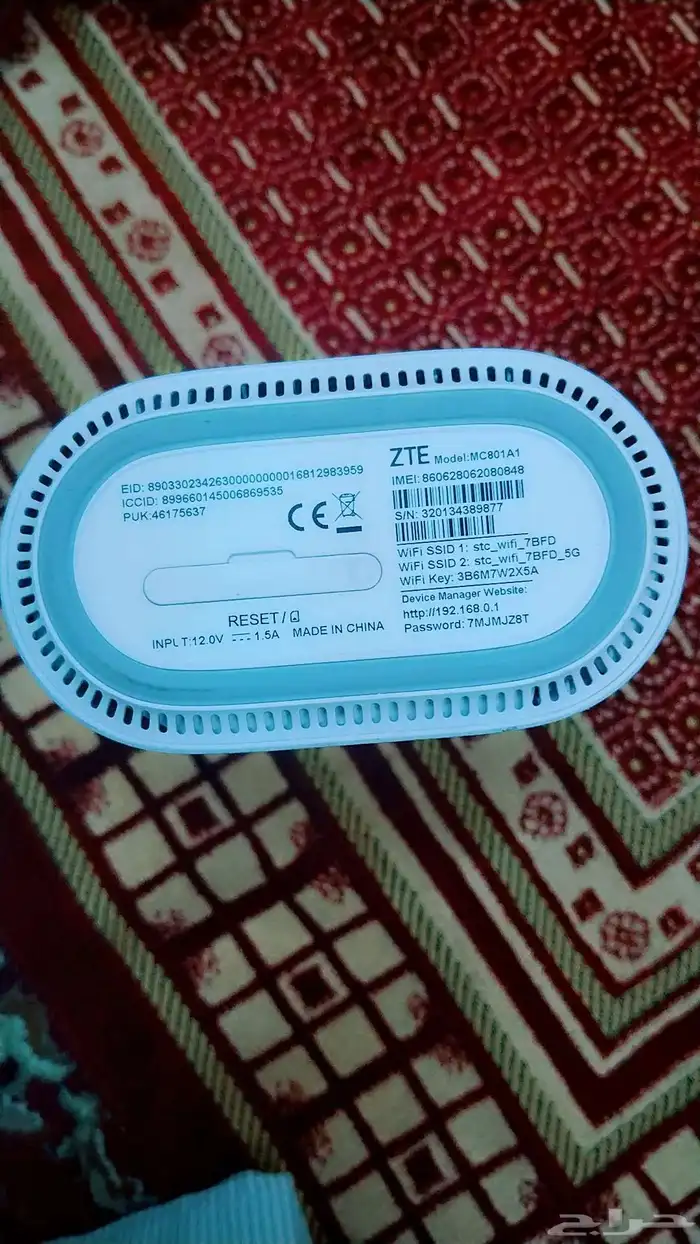 EID: 89033023426300000000016812983959
ICCID: 899660145006869535
PUK:46175637
CE
RESET/
INPUT:12.0V 1.5A MADE IN CHINA
ZTE Model:MC801A1
IMEI: 860628062080848
S/N: 320134389877
WiFi SSID 1: stc_wifi_7BFD
WiFi SSID 2: stc_wifi_7BFD_5G
WiFi Key: 3B6M7W2X5A
Device Manager Website:
http://192.168.0.1
Password: 7MJMJZ8T
حراج